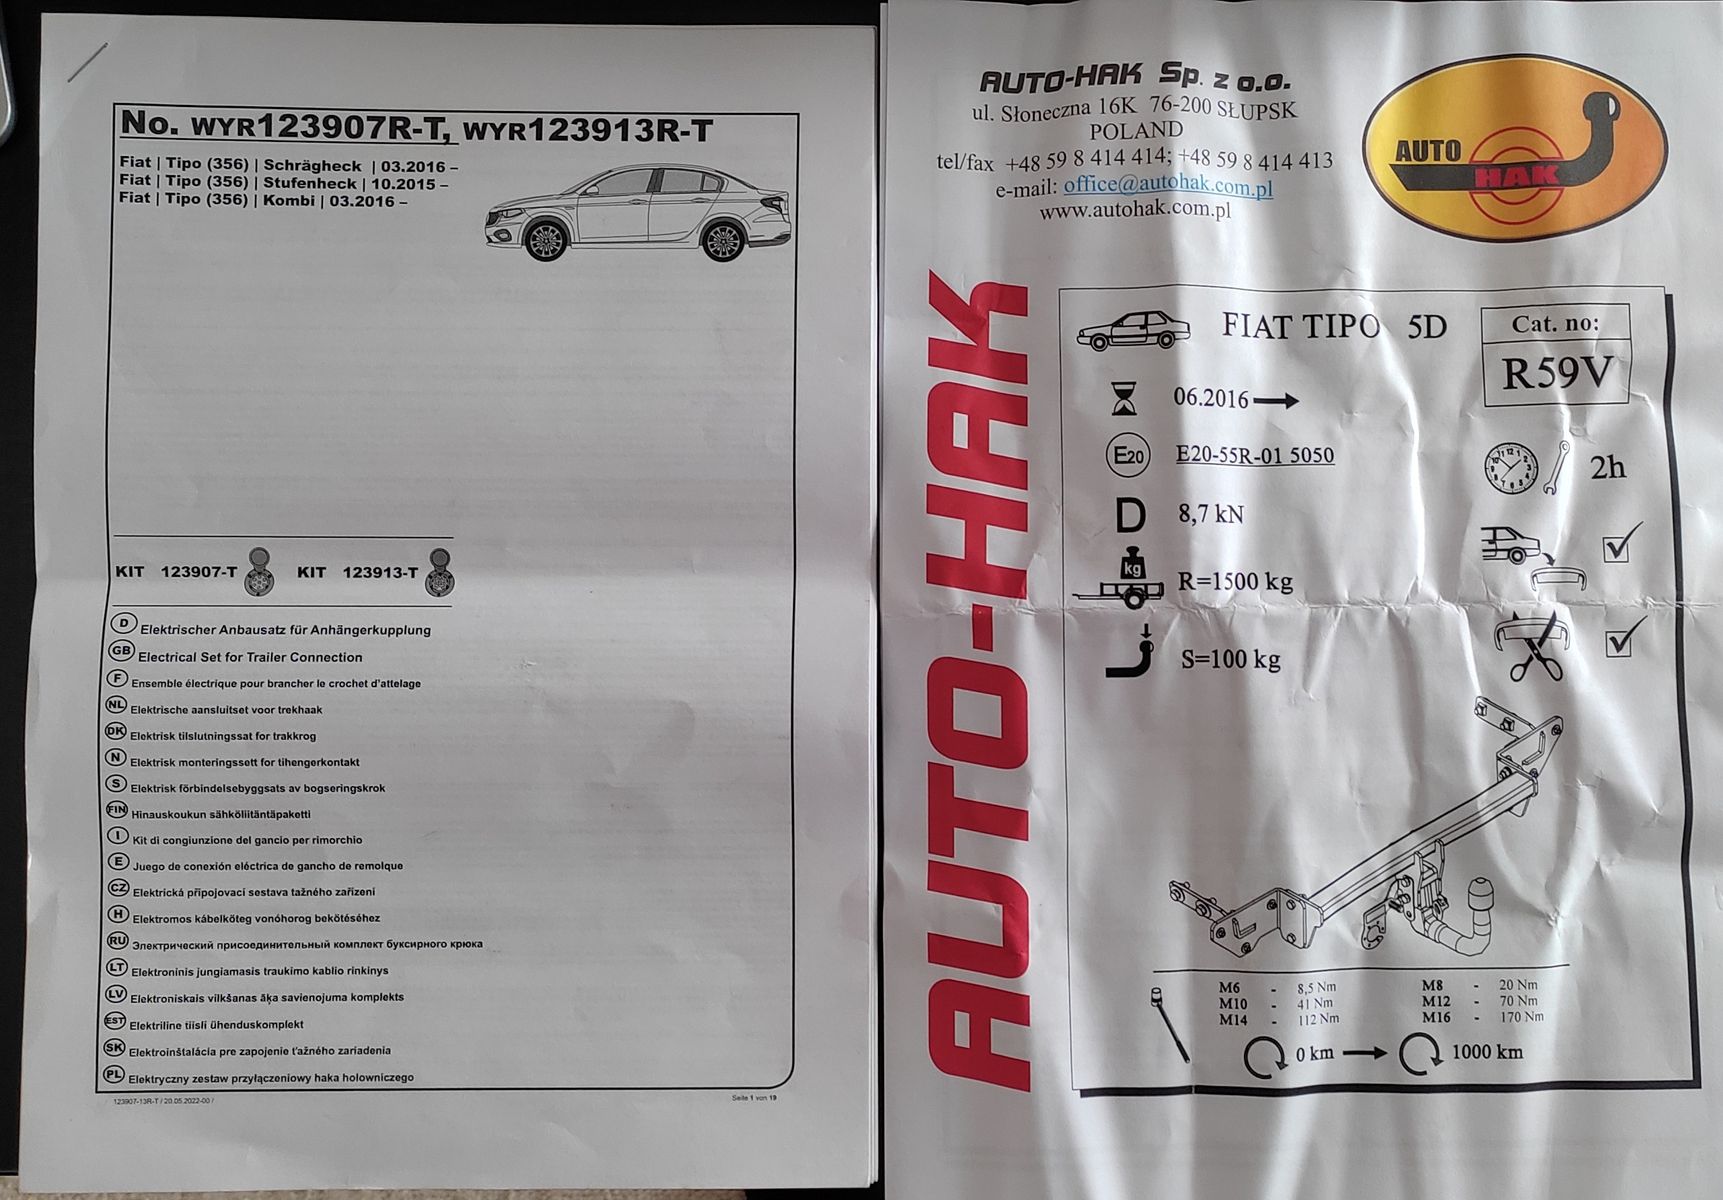 No. WYR123907R-T, WYR123913R-T
Fiat | Tipo (356) | Schrägheck | 03.2016 –
Fiat | Tipo (356) | Stufenheck | 10.2015 –
Fiat | Tipo (356) | Kombi | 03.2016 –
KIT 123907-T KIT 123913-T
D Elektrischer Anbausatz für Anhängerkupplung
GB Electrical Set for Trailer Connection
F Ensemble électrique pour brancher le crochet d'attelage
NL Elektrische aansluitset voor trekhaak
DK Elektrisk tilslutningssat for trakkrog
N Elektrisk monteringssett for tihengerkontakt
S Elektrisk förbindelsebyggsats av bogseringskrok
FIN Hinauskoukun sähköliitäntäpaketti
I Kit di congiunzione del gancio per rimorchio
E Juego de conexión eléctrica de gancho de remolque
CZ Elektrická připojovací sestava tažného zařízení
H Elektromos kábelköteg vonóhorog bekötéséhez
RU Электрический присоединительный комплект буксирного крюка
LT Elektroninis jungiamasis traukimo kablio rinkinys
LV Elektroniskais vilkšanas āķa savienojuma komplekts
EST Elektriline tiisli ühenduskomplekt
SK Elektroinštalácia pre zapojenie ťažného zariadenia
PL Elektryczny zestaw przyłączeniowy haka holowniczego
123907-13R-T / 20.05.2022-00 /
Seite 1 von 19
AUTO-HAK Sp. z o.o.
ul. Słoneczna 16K 76-200 SŁUPSK
POLAND
tel/fax +48 59 8 414 414; +48 59 8 414 413
e-mail: office@autohak.com.pl
www.autohak.com.pl
AUTO
HAK
AUTO-HAK
FIAT TIPO 5D
Cat. no:
R59V
06.2016
E20 E20-55R-01 5050
2h
D 8,7 kN
kg R=1500 kg
S=100 kg
M6 - 8,5 Nm M8 - 20 Nm
M10 - 41 Nm M12 - 70 Nm
M14 - 112 Nm M16 - 170 Nm
0 km 1000 km